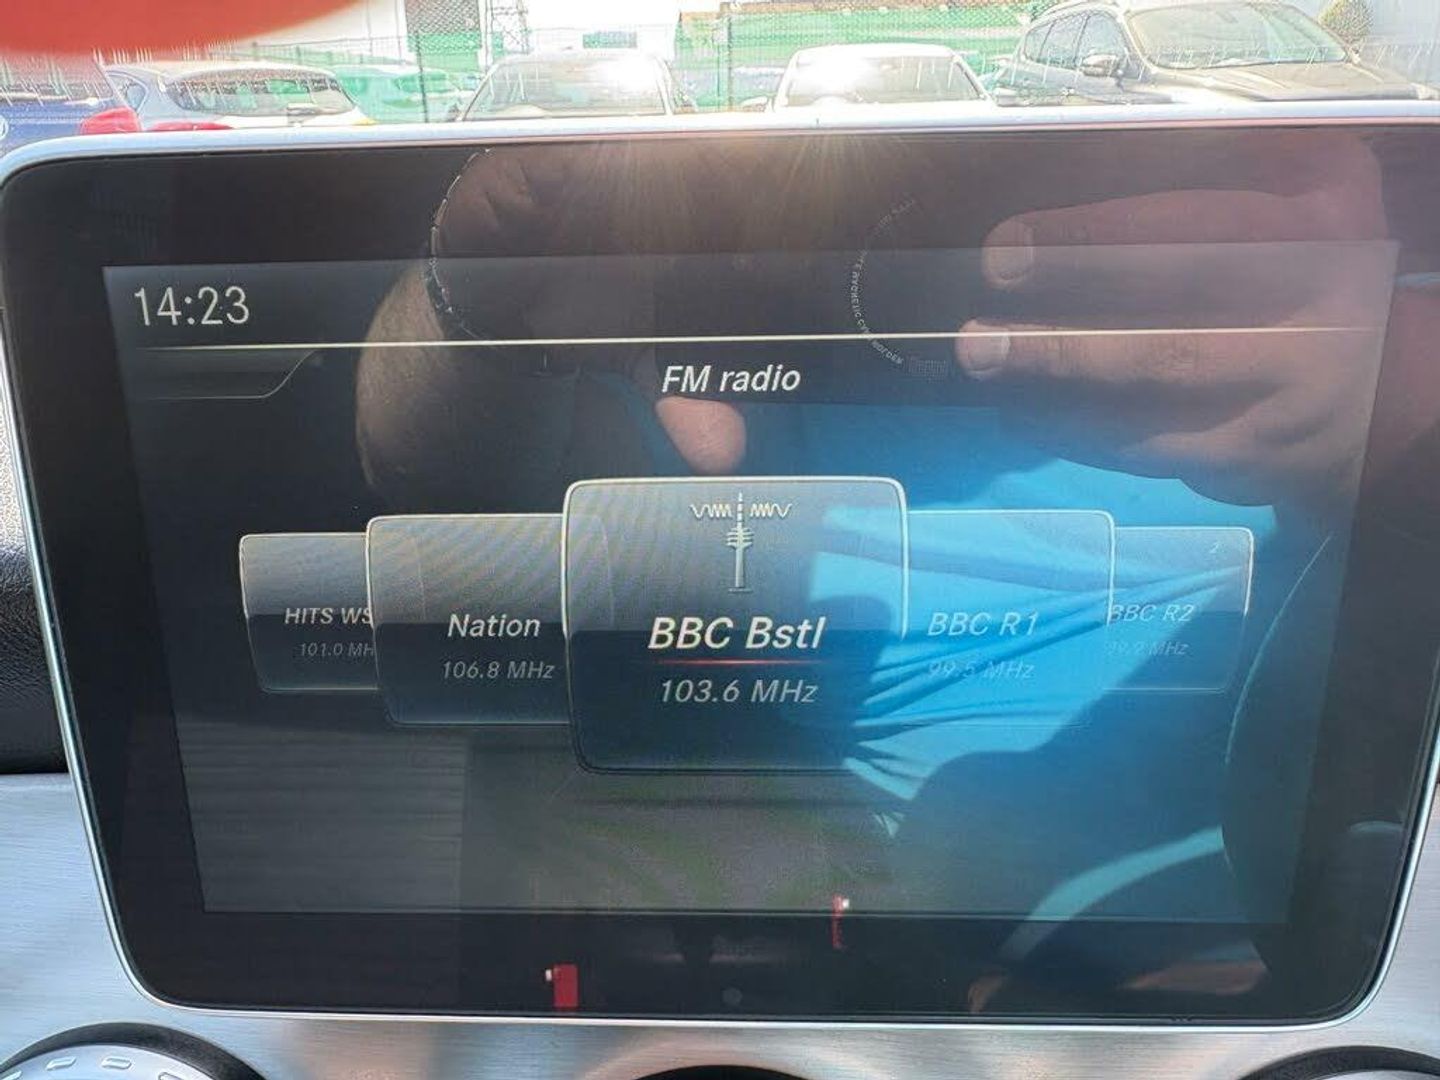 14:23
FM radio
HITS WS
101.0 MH
Nation
106.8 MHz
BBC Bstl
103.6 MHz
BBC R1
99.5 MHz
BBC R2
MHz